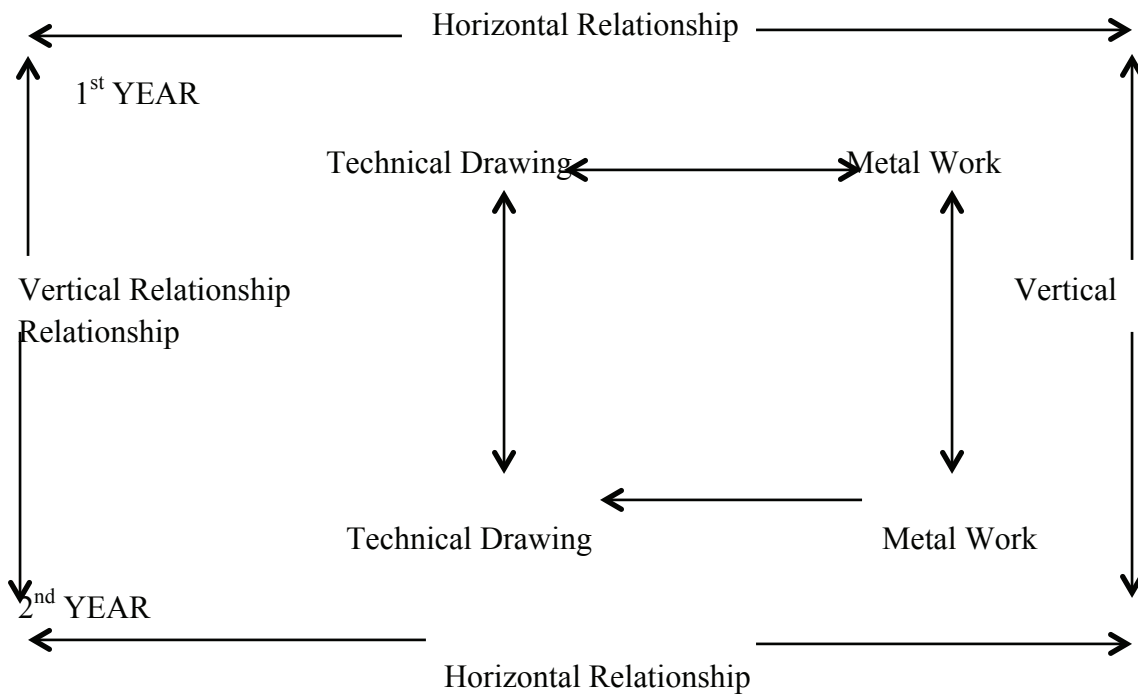 Horizontal Relationship
1st YEAR
Technical Drawing Metal Work
Vertical Relationship Vertical
Relationship
Technical Drawing Metal Work
2nd YEAR
Horizontal Relationship